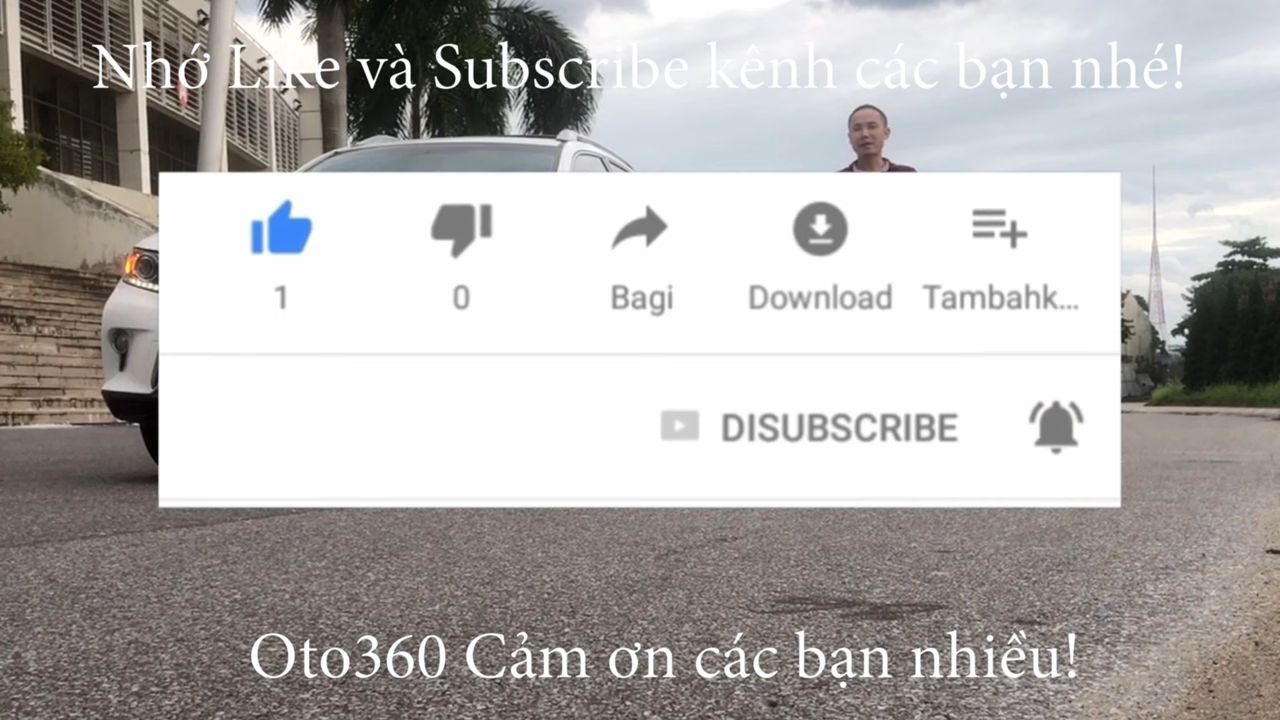 Nhớ Like và Subscribe kênh các bạn nhé!
1 0 Bagi Download Tambahk...
DISUBSCRIBE
Oto360 Cảm ơn các bạn nhiều!